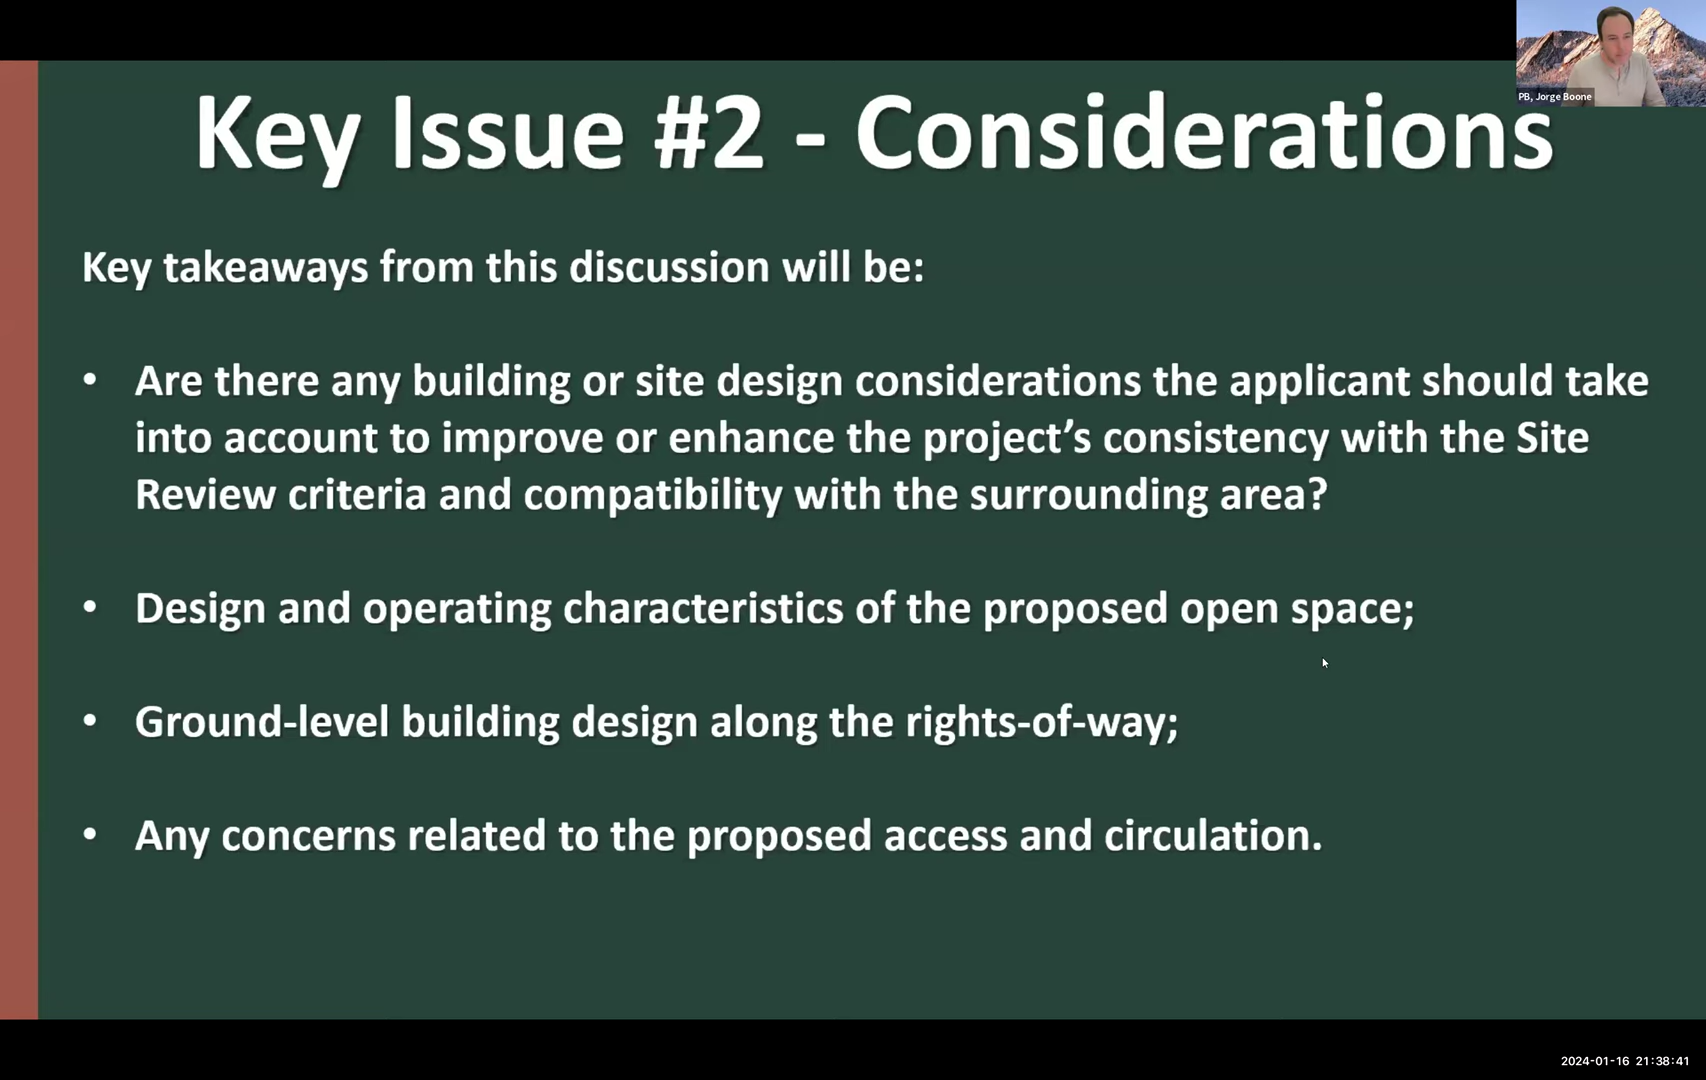 PB, Jorge Boone
Key Issue #2 - Considerations
Key takeaways from this discussion will be:
• Are there any building or site design considerations the applicant should take
into account to improve or enhance the project’s consistency with the Site
Review criteria and compatibility with the surrounding area?
• Design and operating characteristics of the proposed open space;
• Ground-level building design along the rights-of-way;
• Any concerns related to the proposed access and circulation.
2024-01-16 21:38:41